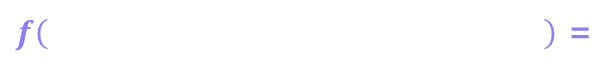 f( ) =